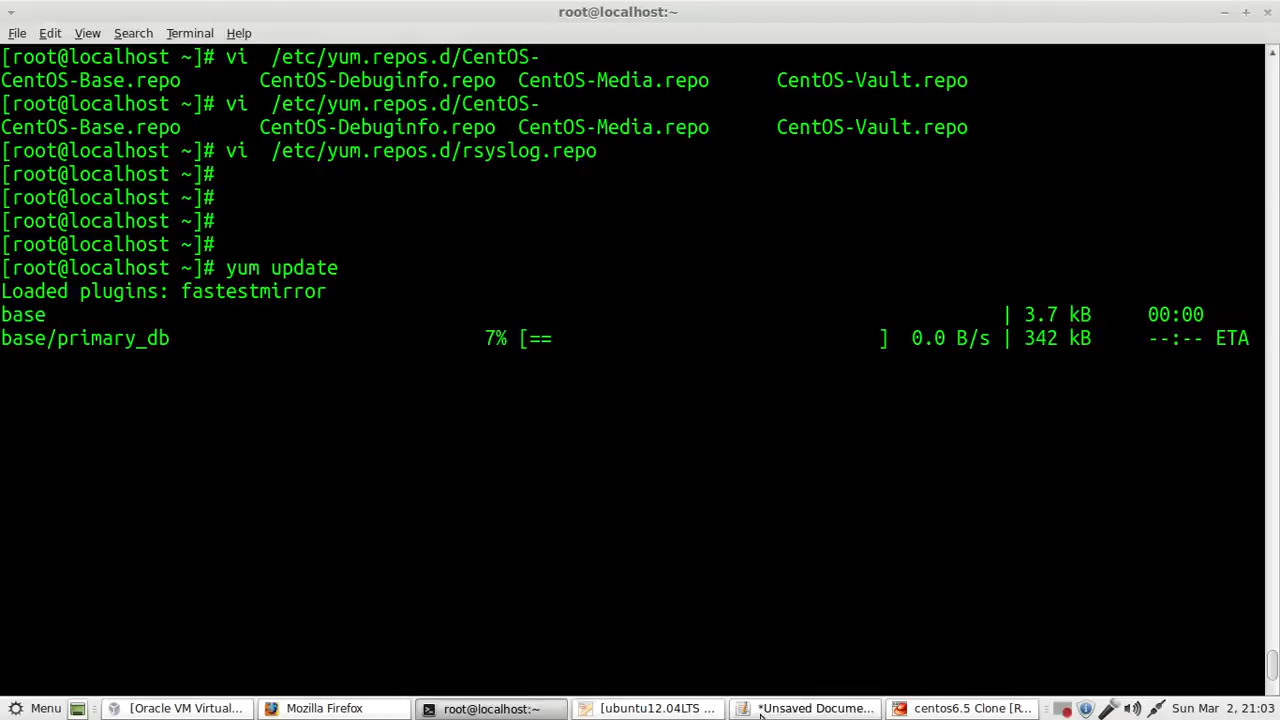 root@localhost:~
File Edit View Search Terminal Help
[root@localhost ~]# vi  /etc/yum.repos.d/CentOS-
CentOS-Base.repo       CentOS-Debuginfo.repo  CentOS-Media.repo      CentOS-Vault.repo
[root@localhost ~]# vi  /etc/yum.repos.d/CentOS-
CentOS-Base.repo       CentOS-Debuginfo.repo  CentOS-Media.repo      CentOS-Vault.repo
[root@localhost ~]# vi  /etc/yum.repos.d/rsyslog.repo
[root@localhost ~]#
[root@localhost ~]#
[root@localhost ~]#
[root@localhost ~]#
[root@localhost ~]# yum update
Loaded plugins: fastestmirror
base | 3.7 kB 00:00
base/primary_db 7% [== ] 0.0 B/s | 342 kB --:-- ETA
Menu [Oracle VM Virtual... Mozilla Firefox root@localhost:~ [ubuntu12.04LTS ... *Unsaved Docume... centos6.5 Clone [R... Sun Mar 2, 21:03